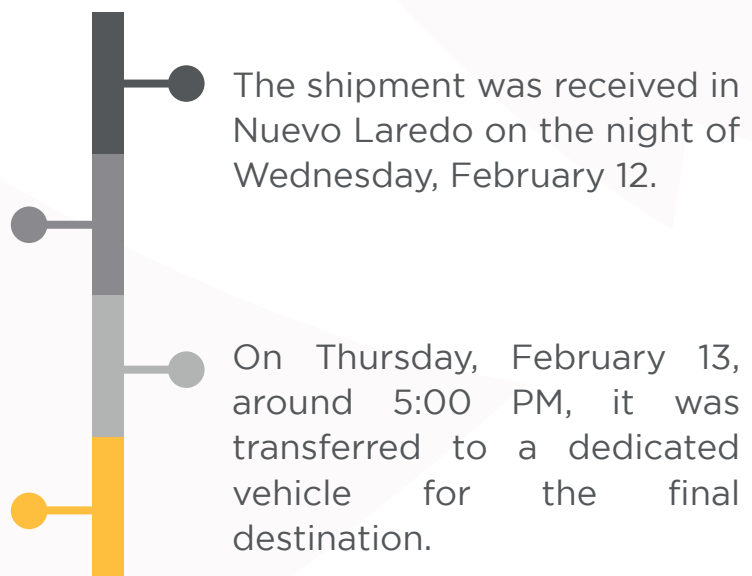 The shipment was received in
Nuevo Laredo on the night of
Wednesday, February 12.
On Thursday, February 13,
around 5:00 PM, it was
transferred to a dedicated
vehicle for the final
destination.